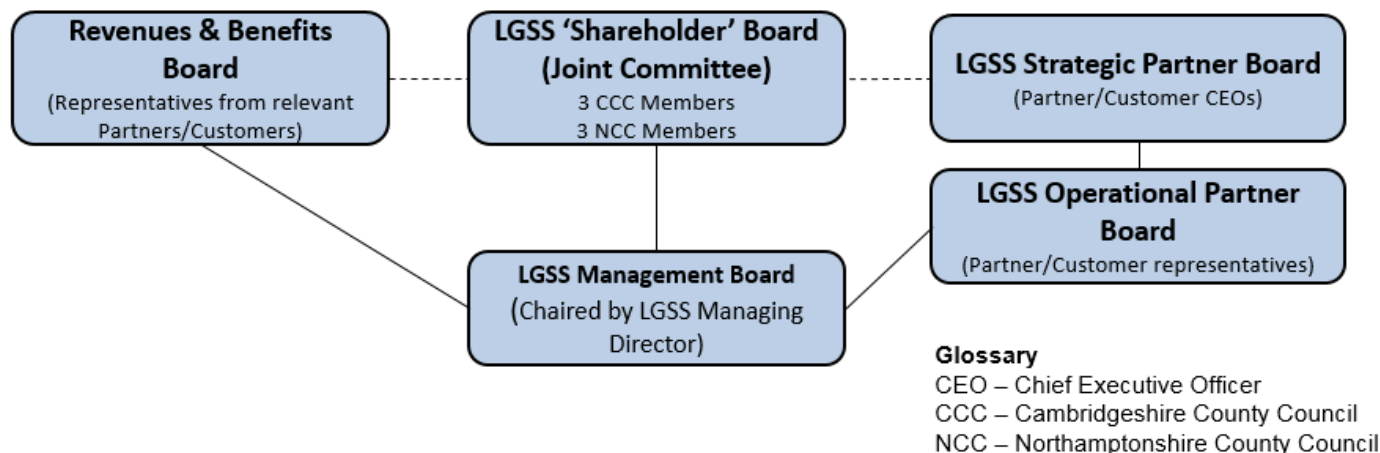 Revenues & Benefits
Board
(Representatives from relevant
Partners/Customers)
LGSS ‘Shareholder’ Board
(Joint Committee)
3 CCC Members
3 NCC Members
LGSS Strategic Partner Board
(Partner/Customer CEOs)
LGSS Operational Partner
Board
(Partner/Customer representatives)
LGSS Management Board
(Chaired by LGSS Managing
Director)
Glossary
CEO – Chief Executive Officer
CCC – Cambridgeshire County Council
NCC – Northamptonshire County Council